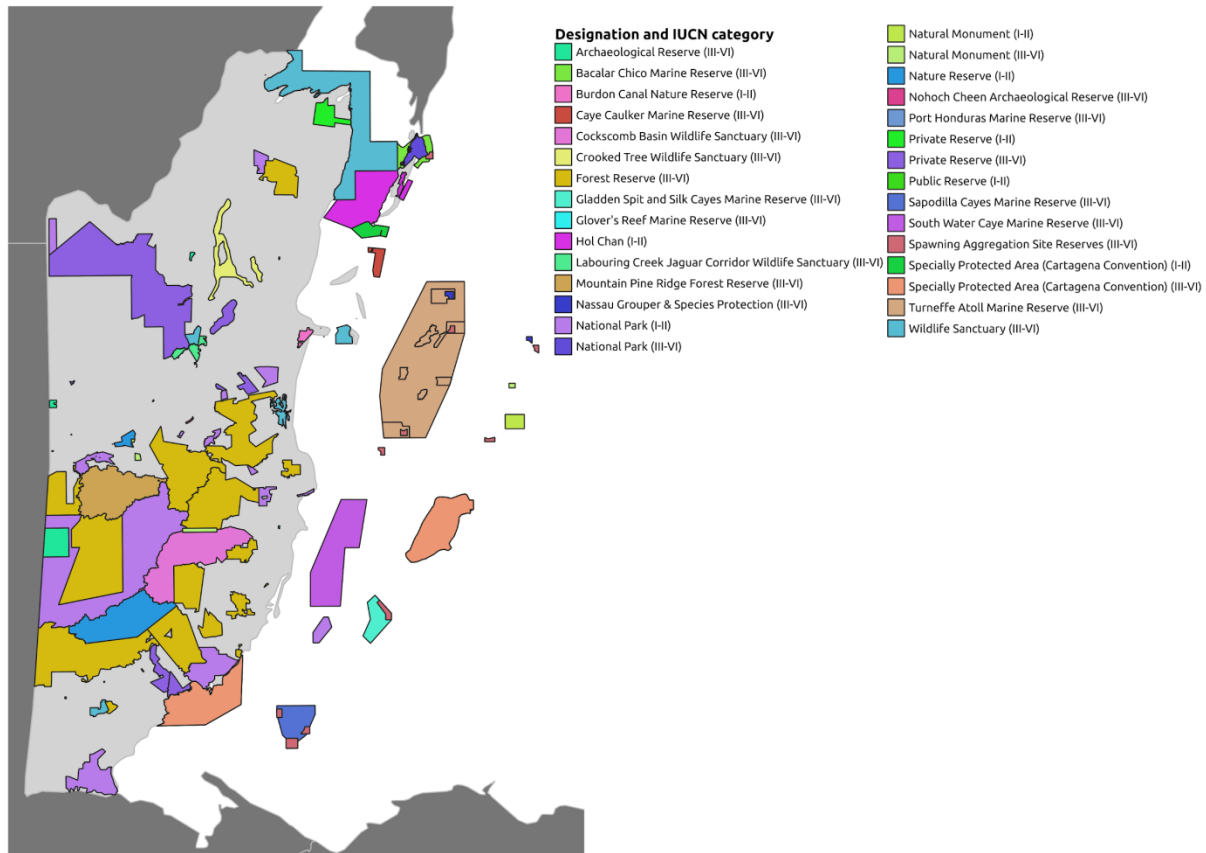 Designation and IUCN category
Archaeological Reserve (III-VI)
Bacalar Chico Marine Reserve (III-VI)
Burdon Canal Nature Reserve (I-II)
Caye Caulker Marine Reserve (III-VI)
Cockscomb Basin Wildlife Sanctuary (III-VI)
Crooked Tree Wildlife Sanctuary (III-VI)
Forest Reserve (III-VI)
Gladden Spit and Silk Cayes Marine Reserve (III-VI)
Glover's Reef Marine Reserve (III-VI)
Hol Chan (I-II)
Labouring Creek Jaguar Corridor Wildlife Sanctuary (III-VI)
Mountain Pine Ridge Forest Reserve (III-VI)
Nassau Grouper & Species Protection (III-VI)
National Park (I-II)
National Park (III-VI)
Natural Monument (I-II)
Natural Monument (III-VI)
Nature Reserve (I-II)
Nohoch Cheen Archaeological Reserve (III-VI)
Port Honduras Marine Reserve (III-VI)
Private Reserve (I-II)
Private Reserve (III-VI)
Public Reserve (I-II)
Sapodilla Cayes Marine Reserve (III-VI)
South Water Caye Marine Reserve (III-VI)
Spawning Aggregation Site Reserves (III-VI)
Specially Protected Area (Cartagena Convention) (I-II)
Specially Protected Area (Cartagena Convention) (III-VI)
Turneffe Atoll Marine Reserve (III-VI)
Wildlife Sanctuary (III-VI)